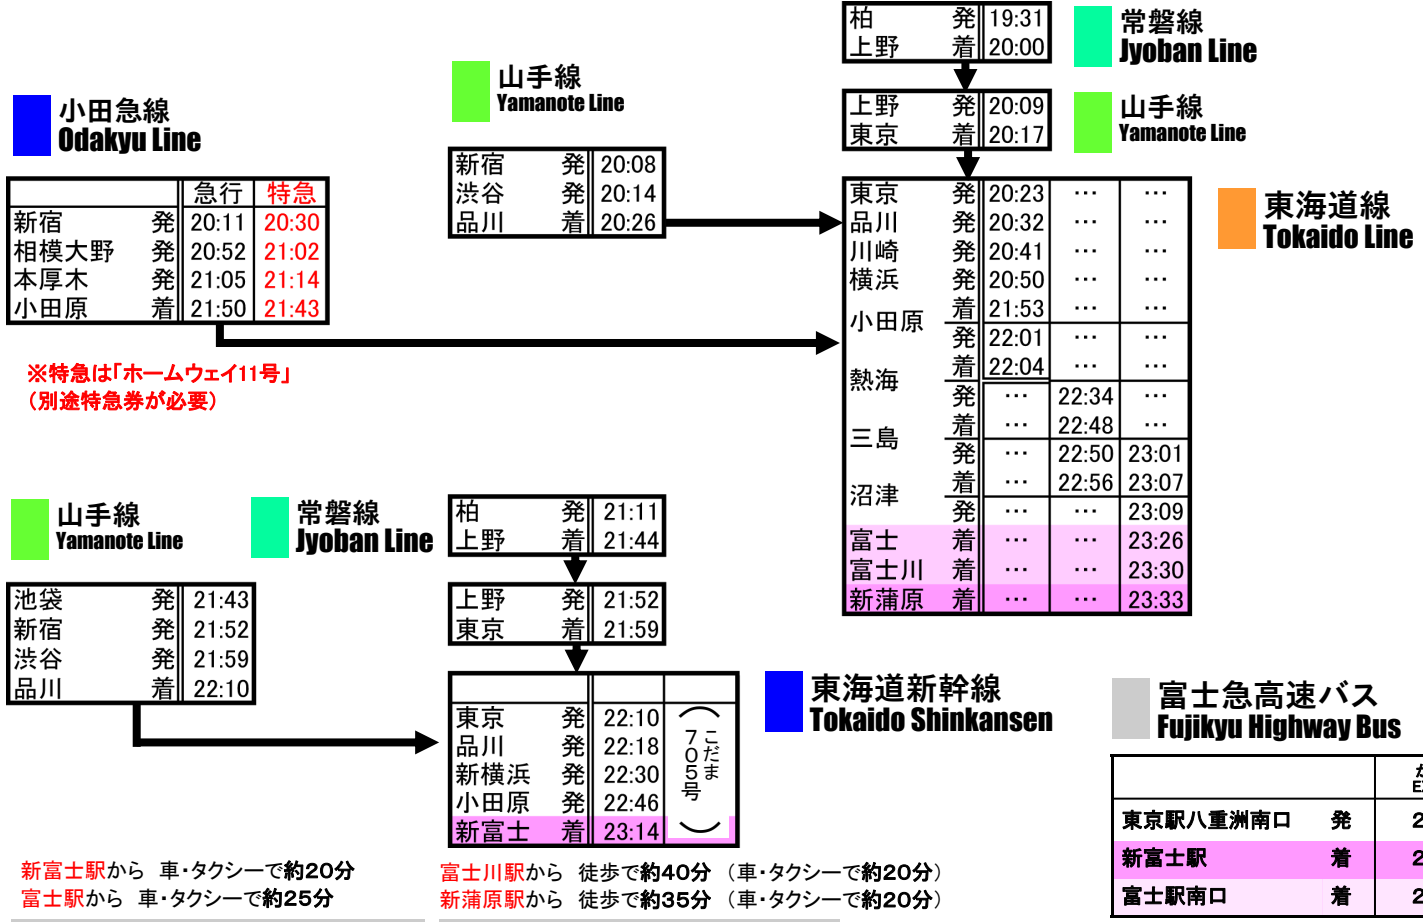 柏 発 19:31
上野 着 20:00
常磐線
Jyoban Line
上野 発 20:09
東京 着 20:17
山手線
Yamanote Line
山手線
Yamanote Line
新宿 発 20:08
渋谷 発 20:14
品川 着 20:26
小田急線
Odakyu Line
急行 特急
新宿 発 20:11 20:30
相模大野 発 20:52 21:02
本厚木 発 21:05 21:14
小田原 着 21:50 21:43
※特急は「ホームウェイ11号」
（別途特急券が必要）
東海道線
Tokaido Line
東京 発 20:23 … …
品川 発 20:32 … …
川崎 発 20:41 … …
横浜 発 20:50 … …
小田原 着 21:53 … …
発 22:01 … …
熱海 着 22:04 … …
発 … 22:34 …
三島 着 … 22:48 …
発 … 22:50 23:01
沼津 着 … 22:56 23:07
発 … … 23:09
富士 着 … … 23:26
富士川 着 … … 23:30
新蒲原 着 … … 23:33
山手線
Yamanote Line
池袋 発 21:43
新宿 発 21:52
渋谷 発 21:59
品川 着 22:10
常磐線
Jyoban Line
柏 発 21:11
上野 着 21:44
上野 発 21:52
東京 着 21:59
東海道新幹線
Tokaido Shinkansen
東京 発 22:10
品川 発 22:18
新横浜 発 22:30
小田原 発 22:46
新富士 着 23:14
（こだま
705号）
富士急高速バス
Fujikyu Highway Bus
東京駅八重洲南口 発 2
新富士駅 着 2
富士駅南口 着 2
新富士駅から 車・タクシーで約20分
富士駅から 車・タクシーで約25分
富士川駅から 徒歩で約40分 （車・タクシーで約20分）
新蒲原駅から 徒歩で約35分 （車・タクシーで約20分）